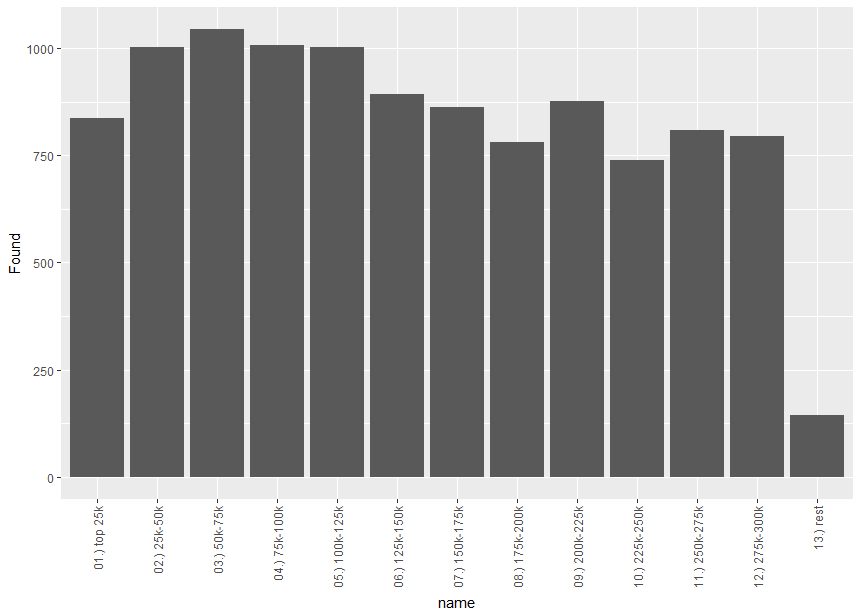 1000
750
500
250
0
Found
01.) top 25k
02.) 25k-50k
03.) 50k-75k
04.) 75k-100k
05.) 100k-125k
06.) 125k-150k
07.) 150k-175k
08.) 175k-200k
09.) 200k-225k
10.) 225k-250k
11.) 250k-275k
12.) 275k-300k
13.) rest
name